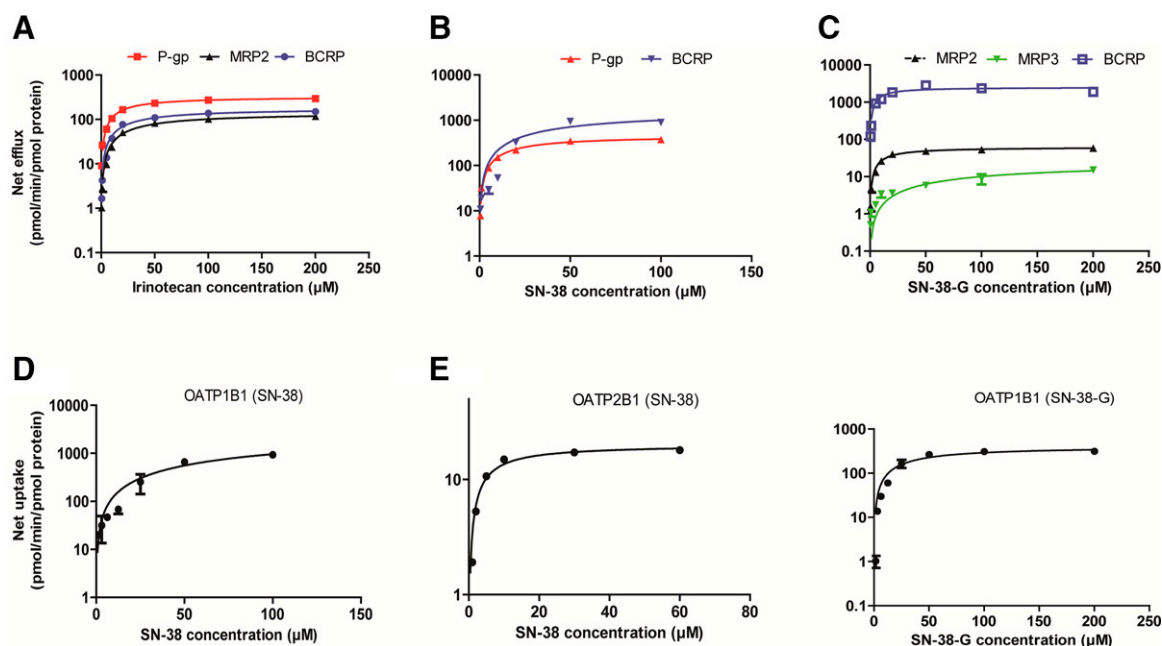 A
P-gp MRP2 BCRP
Net efflux
(pmol/min/pmol protein)
1000
100
10
1
0.1
0 50 100 150 200 250
Irinotecan concentration (µM)
B
P-gp BCRP
10000
1000
100
10
1
0 50 100 150
SN-38 concentration (µM)
C
MRP2 MRP3 BCRP
10000
1000
100
10
1
0.1
0 50 100 150 200 250
SN-38-G concentration (µM)
D
OATP1B1 (SN-38)
Net uptake
(pmol/min/pmol protein)
10000
1000
100
10
1
0 50 100 150
SN-38 concentration (µM)
E
OATP2B1 (SN-38)
10
1
0 20 40 60 80
SN-38 concentration (µM)
OATP1B1 (SN-38-G)
1000
100
10
1
0.1
0 50 100 150 200 250
SN-38-G concentration (µM)